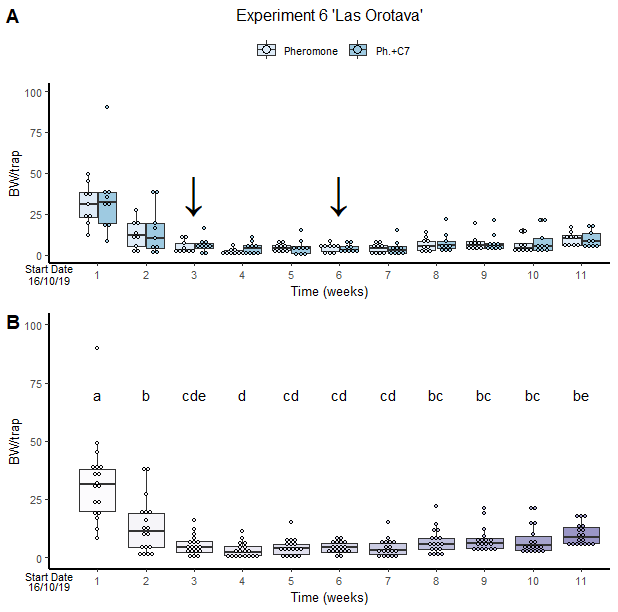 A
Experiment 6 'Las Orotava'
Pheromone Ph.+C7
100
75
50
25
0
BW/trap
Start Date
16/10/19
1 2 3 4 5 6 7 8 9 10 11
Time (weeks)
B
100
75
50
25
0
BW/trap
a b cde d cd cd cd bc bc bc be
Start Date
16/10/19
1 2 3 4 5 6 7 8 9 10 11
Time (weeks)